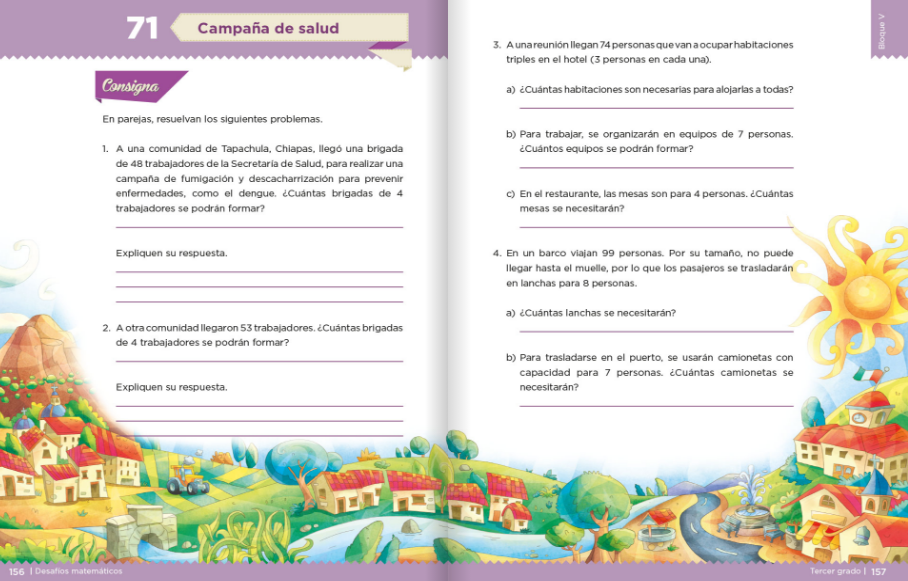 71
Campaña de salud
Consigna
En parejas, resuelvan los siguientes problemas.
1. A una comunidad de Tapachula, Chiapas, llegó una brigada
de 48 trabajadores de la Secretaría de Salud, para realizar una
campaña de fumigación y descacharrización para prevenir
enfermedades, como el dengue. ¿Cuántas brigadas de 4
trabajadores se podrán formar?
Expliquen su respuesta.
2. A otra comunidad llegaron 53 trabajadores. ¿Cuántas brigadas
de 4 trabajadores se podrán formar?
Expliquen su respuesta.
156 | Desafíos matemáticos
Bloque V
3. A una reunión llegan 74 personas que van a ocupar habitaciones
triples en el hotel (3 personas en cada una).
a) ¿Cuántas habitaciones son necesarias para alojarlas a todas?
b) Para trabajar, se organizarán en equipos de 7 personas.
¿Cuántos equipos se podrán formar?
c) En el restaurante, las mesas son para 4 personas. ¿Cuántas
mesas se necesitarán?
4. En un barco viajan 99 personas. Por su tamaño, no puede
llegar hasta el muelle, por lo que los pasajeros se trasladarán
en lanchas para 8 personas.
a) ¿Cuántas lanchas se necesitarán?
b) Para trasladarse en el puerto, se usarán camionetas con
capacidad para 7 personas. ¿Cuántas camionetas se
necesitarán?
Tercer grado | 157